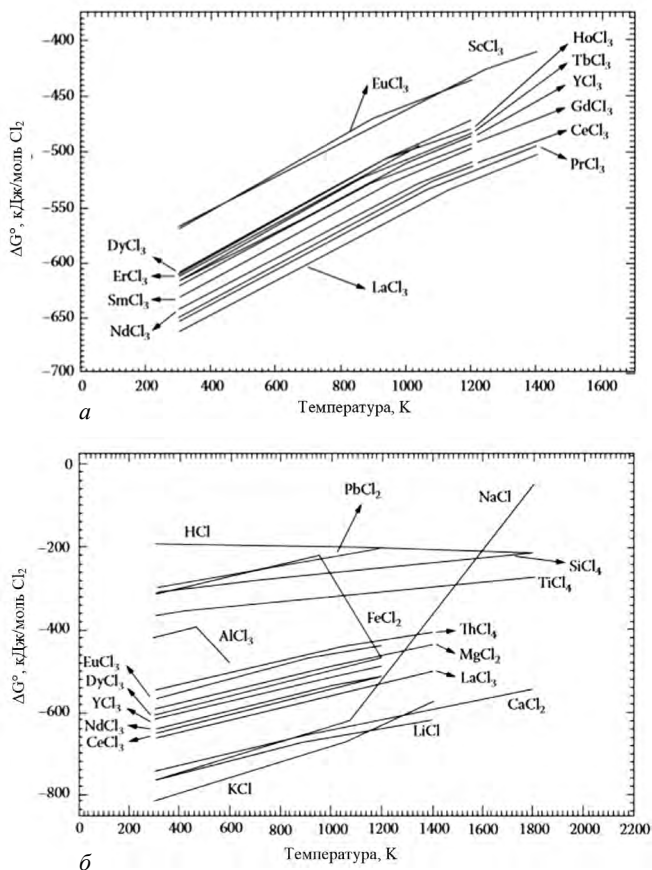 −375
−400
−450
−500
−550
−600
−650
−700
ΔG°, кДж/моль Cl₂
ScCl₃
EuCl₃
HoCl₃
TbCl₃
YCl₃
GdCl₃
CeCl₃
PrCl₃
DyCl₃
ErCl₃
SmCl₃
NdCl₃
LaCl₃
0 200 400 600 800 1000 1200 1400 1600
Температура, K
а
0
−200
−400
−600
−800
ΔG°, кДж/моль Cl₂
PbCl₂
NaCl
HCl
SiCl₄
TiCl₄
FeCl₂
AlCl₃
ThCl₄
MgCl₂
LaCl₃
EuCl₃
DyCl₃
YCl₃
NdCl₃
CeCl₃
CaCl₂
LiCl
KCl
0 200 400 600 800 1000 1200 1400 1600 1800 2000 2200
Температура, K
б